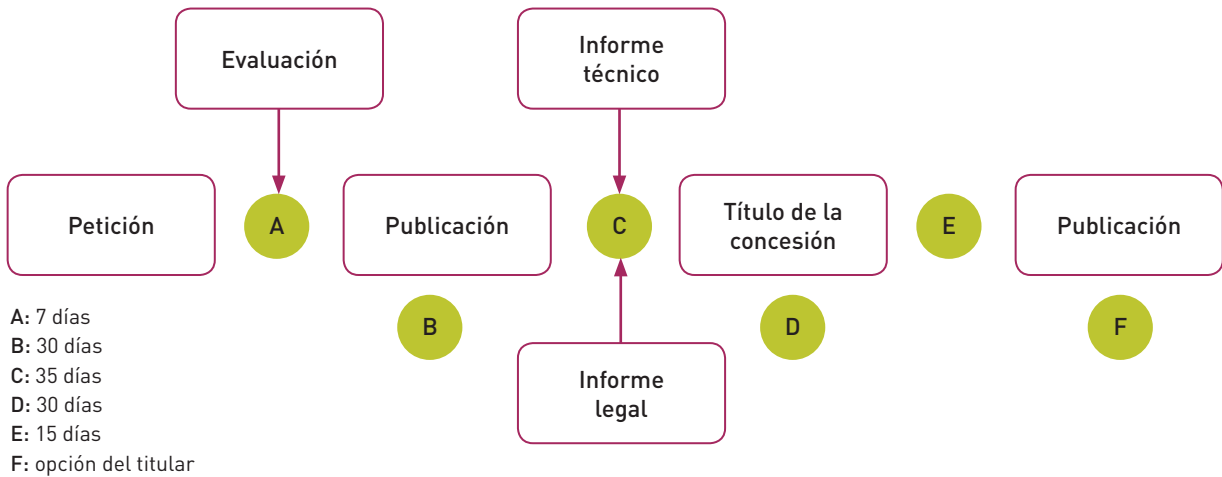 Evaluación
Informe
técnico
Petición
A
Publicación
C
Título de la
concesión
E
Publicación
B
D
F
Informe
legal
A: 7 días
B: 30 días
C: 35 días
D: 30 días
E: 15 días
F: opción del titular